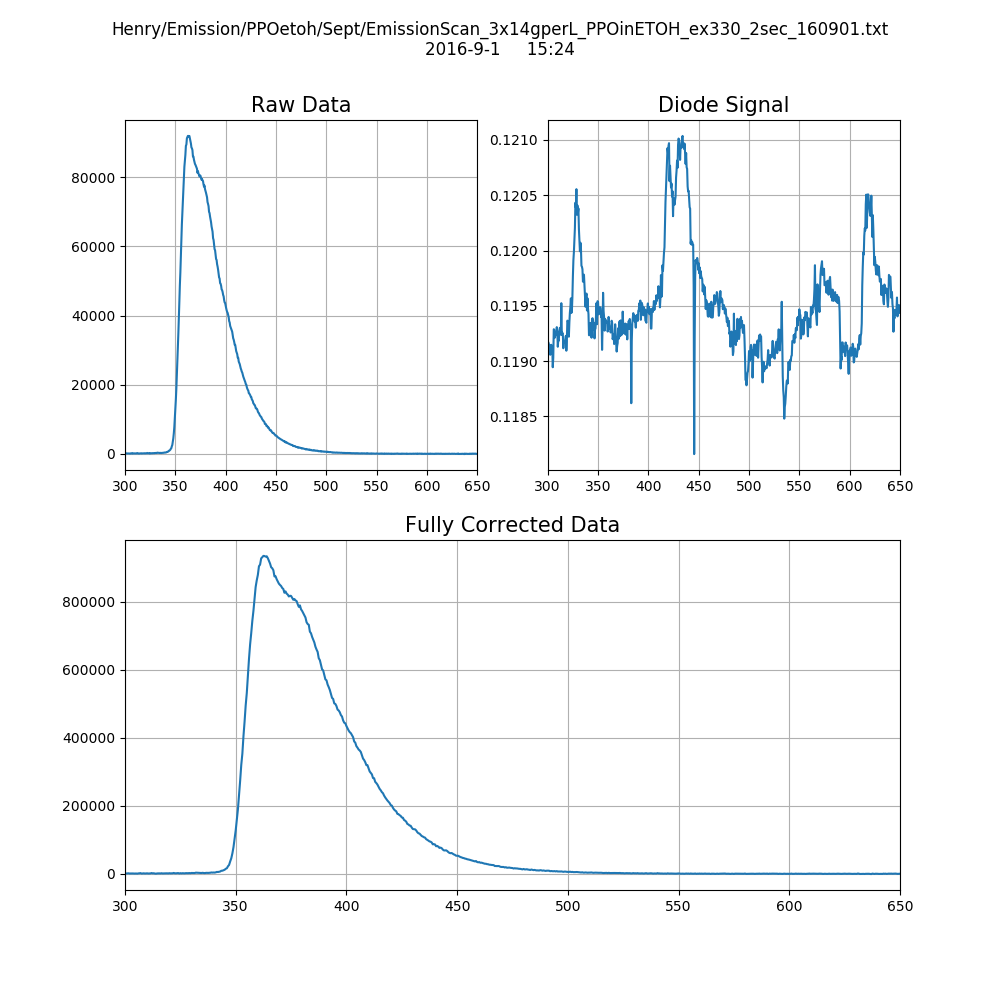 Henry/Emission/PPOetoh/Sept/EmissionScan_3x14gperL_PPOinETOH_ex330_2sec_160901.txt
2016-9-1 15:24
Raw Data
80000
60000
40000
20000
0
300 350 400 450 500 550 600 650
Diode Signal
0.1210
0.1205
0.1200
0.1195
0.1190
0.1185
300 350 400 450 500 550 600 650
Fully Corrected Data
800000
600000
400000
200000
0
300 350 400 450 500 550 600 650